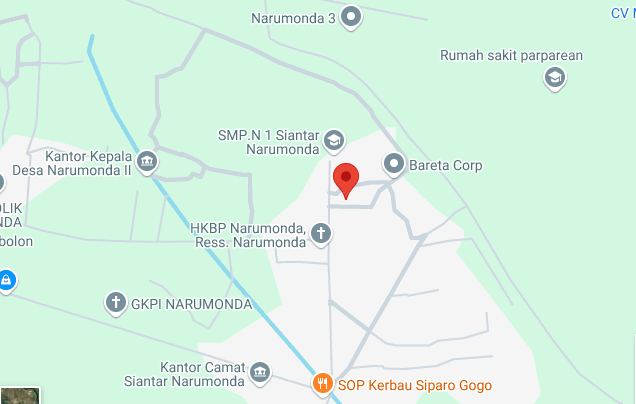 Narumonda 3
CV
Rumah sakit parparean
SMP.N 1 Siantar
Narumonda
Kantor Kepala
Desa Narumonda II
Bareta Corp
OLIK
NDA
bolon
HKBP Narumonda,
Ress. Narumonda
GKPI NARUMONDA
Kantor Camat
Siantar Narumonda
SOP Kerbau Siparo Gogo